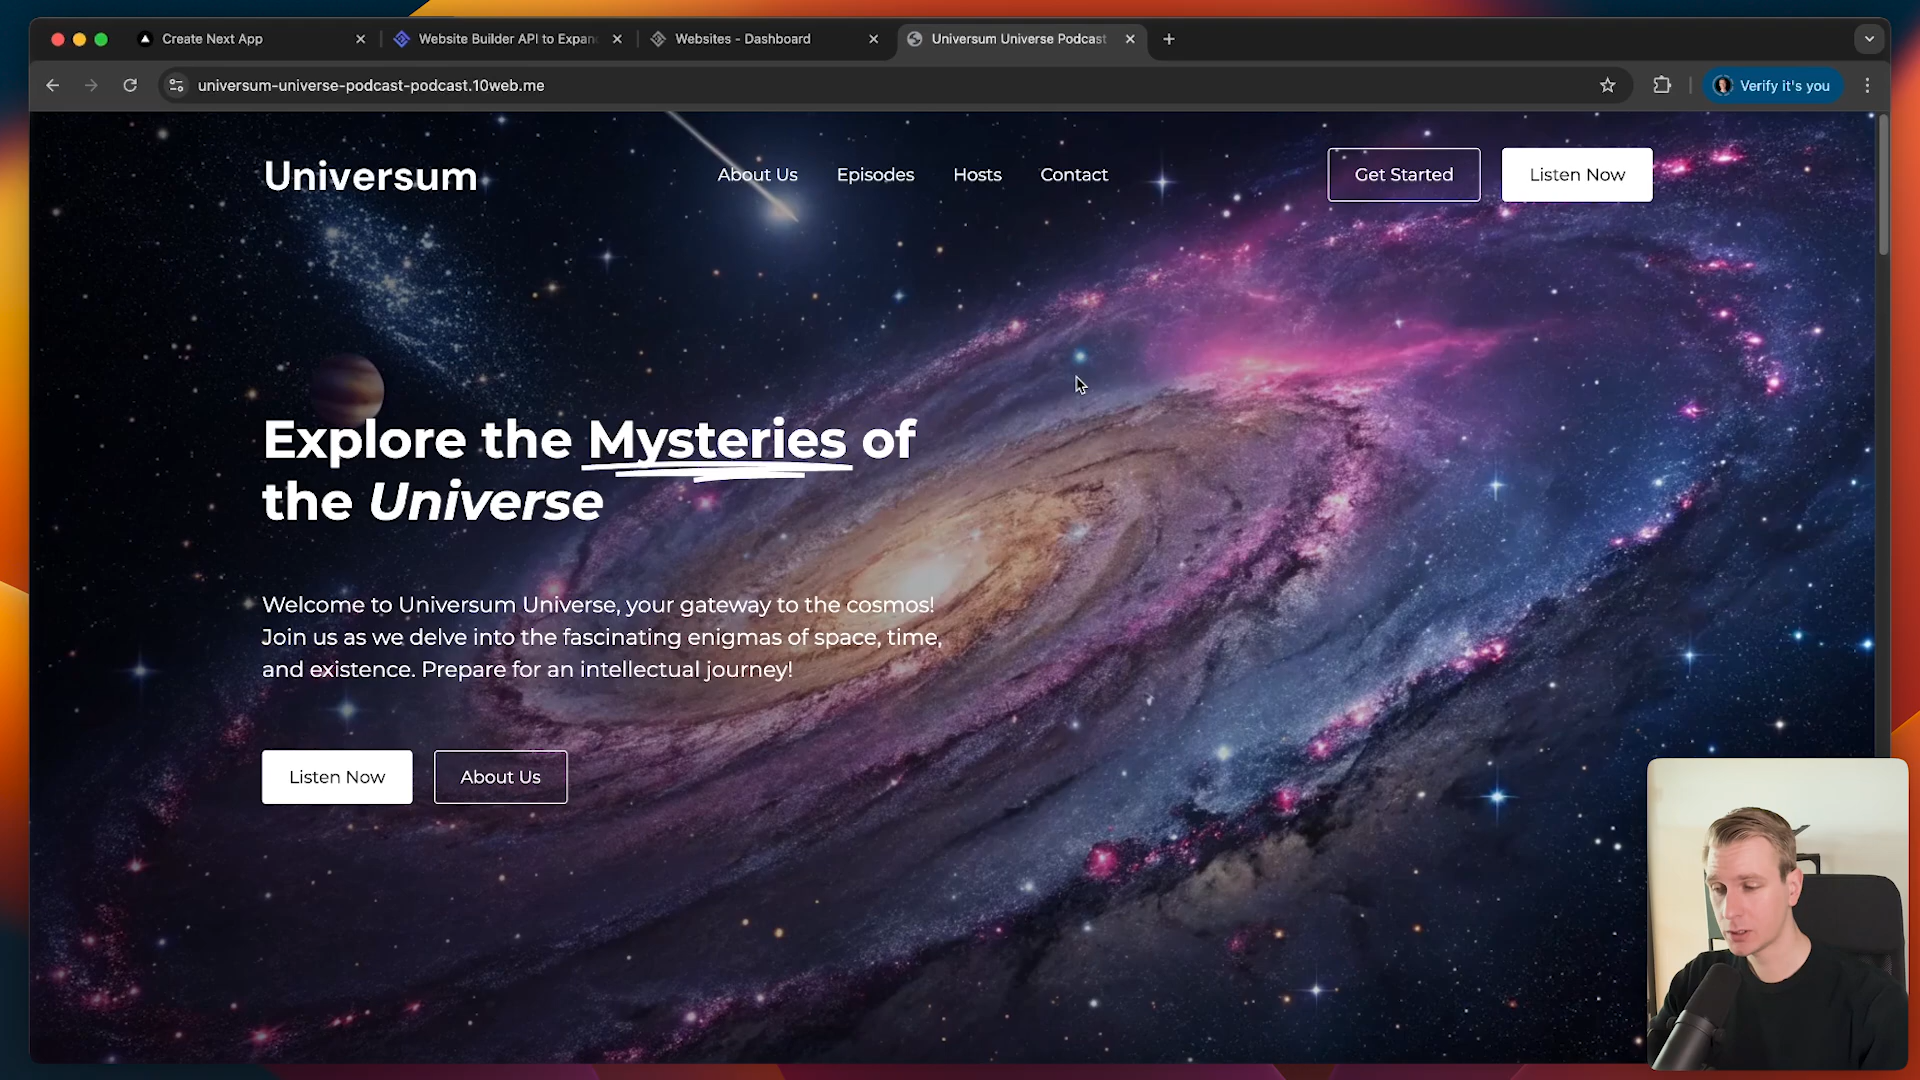 Create Next App
Website Builder API to Expan
Websites - Dashboard
Universum Universe Podcast
universum-universe-podcast-podcast.10web.me
Verify it's you
Universum
About Us
Episodes
Hosts
Contact
Get Started
Listen Now
Explore the Mysteries of
the Universe
Welcome to Universum Universe, your gateway to the cosmos!
Join us as we delve into the fascinating enigmas of space, time,
and existence. Prepare for an intellectual journey!
Listen Now
About Us